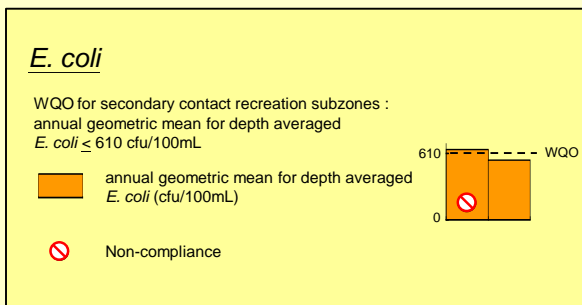 E. coli
WQO for secondary contact recreation subzones :
annual geometric mean for depth averaged
E. coli < 610 cfu/100mL
610
WQO
annual geometric mean for depth averaged
E. coli (cfu/100mL)
0
Non-compliance